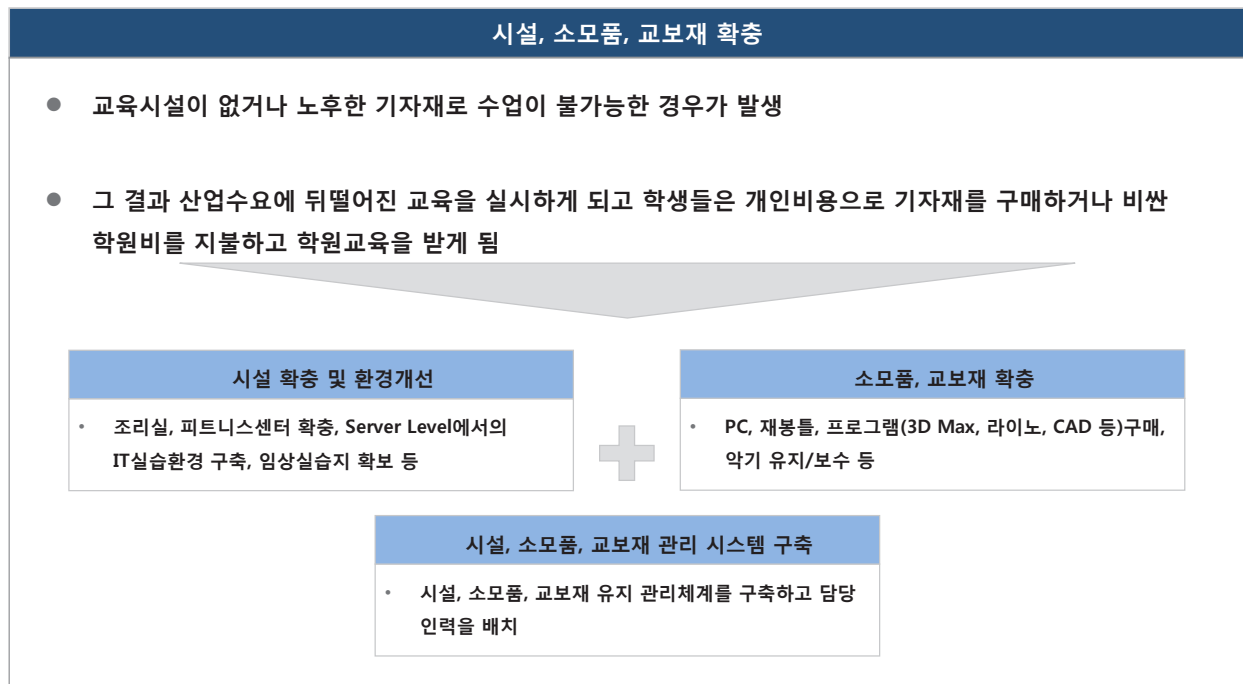 시설, 소모품, 교보재 확충
● 교육시설이 없거나 노후한 기자재로 수업이 불가능한 경우가 발생
● 그 결과 산업수요에 뒤떨어진 교육을 실시하게 되고 학생들은 개인비용으로 기자재를 구매하거나 비싼
학원비를 지불하고 학원교육을 받게 됨
시설 확충 및 환경개선
• 조리실, 피트니스센터 확충, Server Level에서의
IT실습환경 구축, 임상실습지 확보 등
소모품, 교보재 확충
• PC, 재봉틀, 프로그램(3D Max, 라이노, CAD 등)구매,
악기 유지/보수 등
시설, 소모품, 교보재 관리 시스템 구축
• 시설, 소모품, 교보재 유지 관리체계를 구축하고 담당
인력을 배치